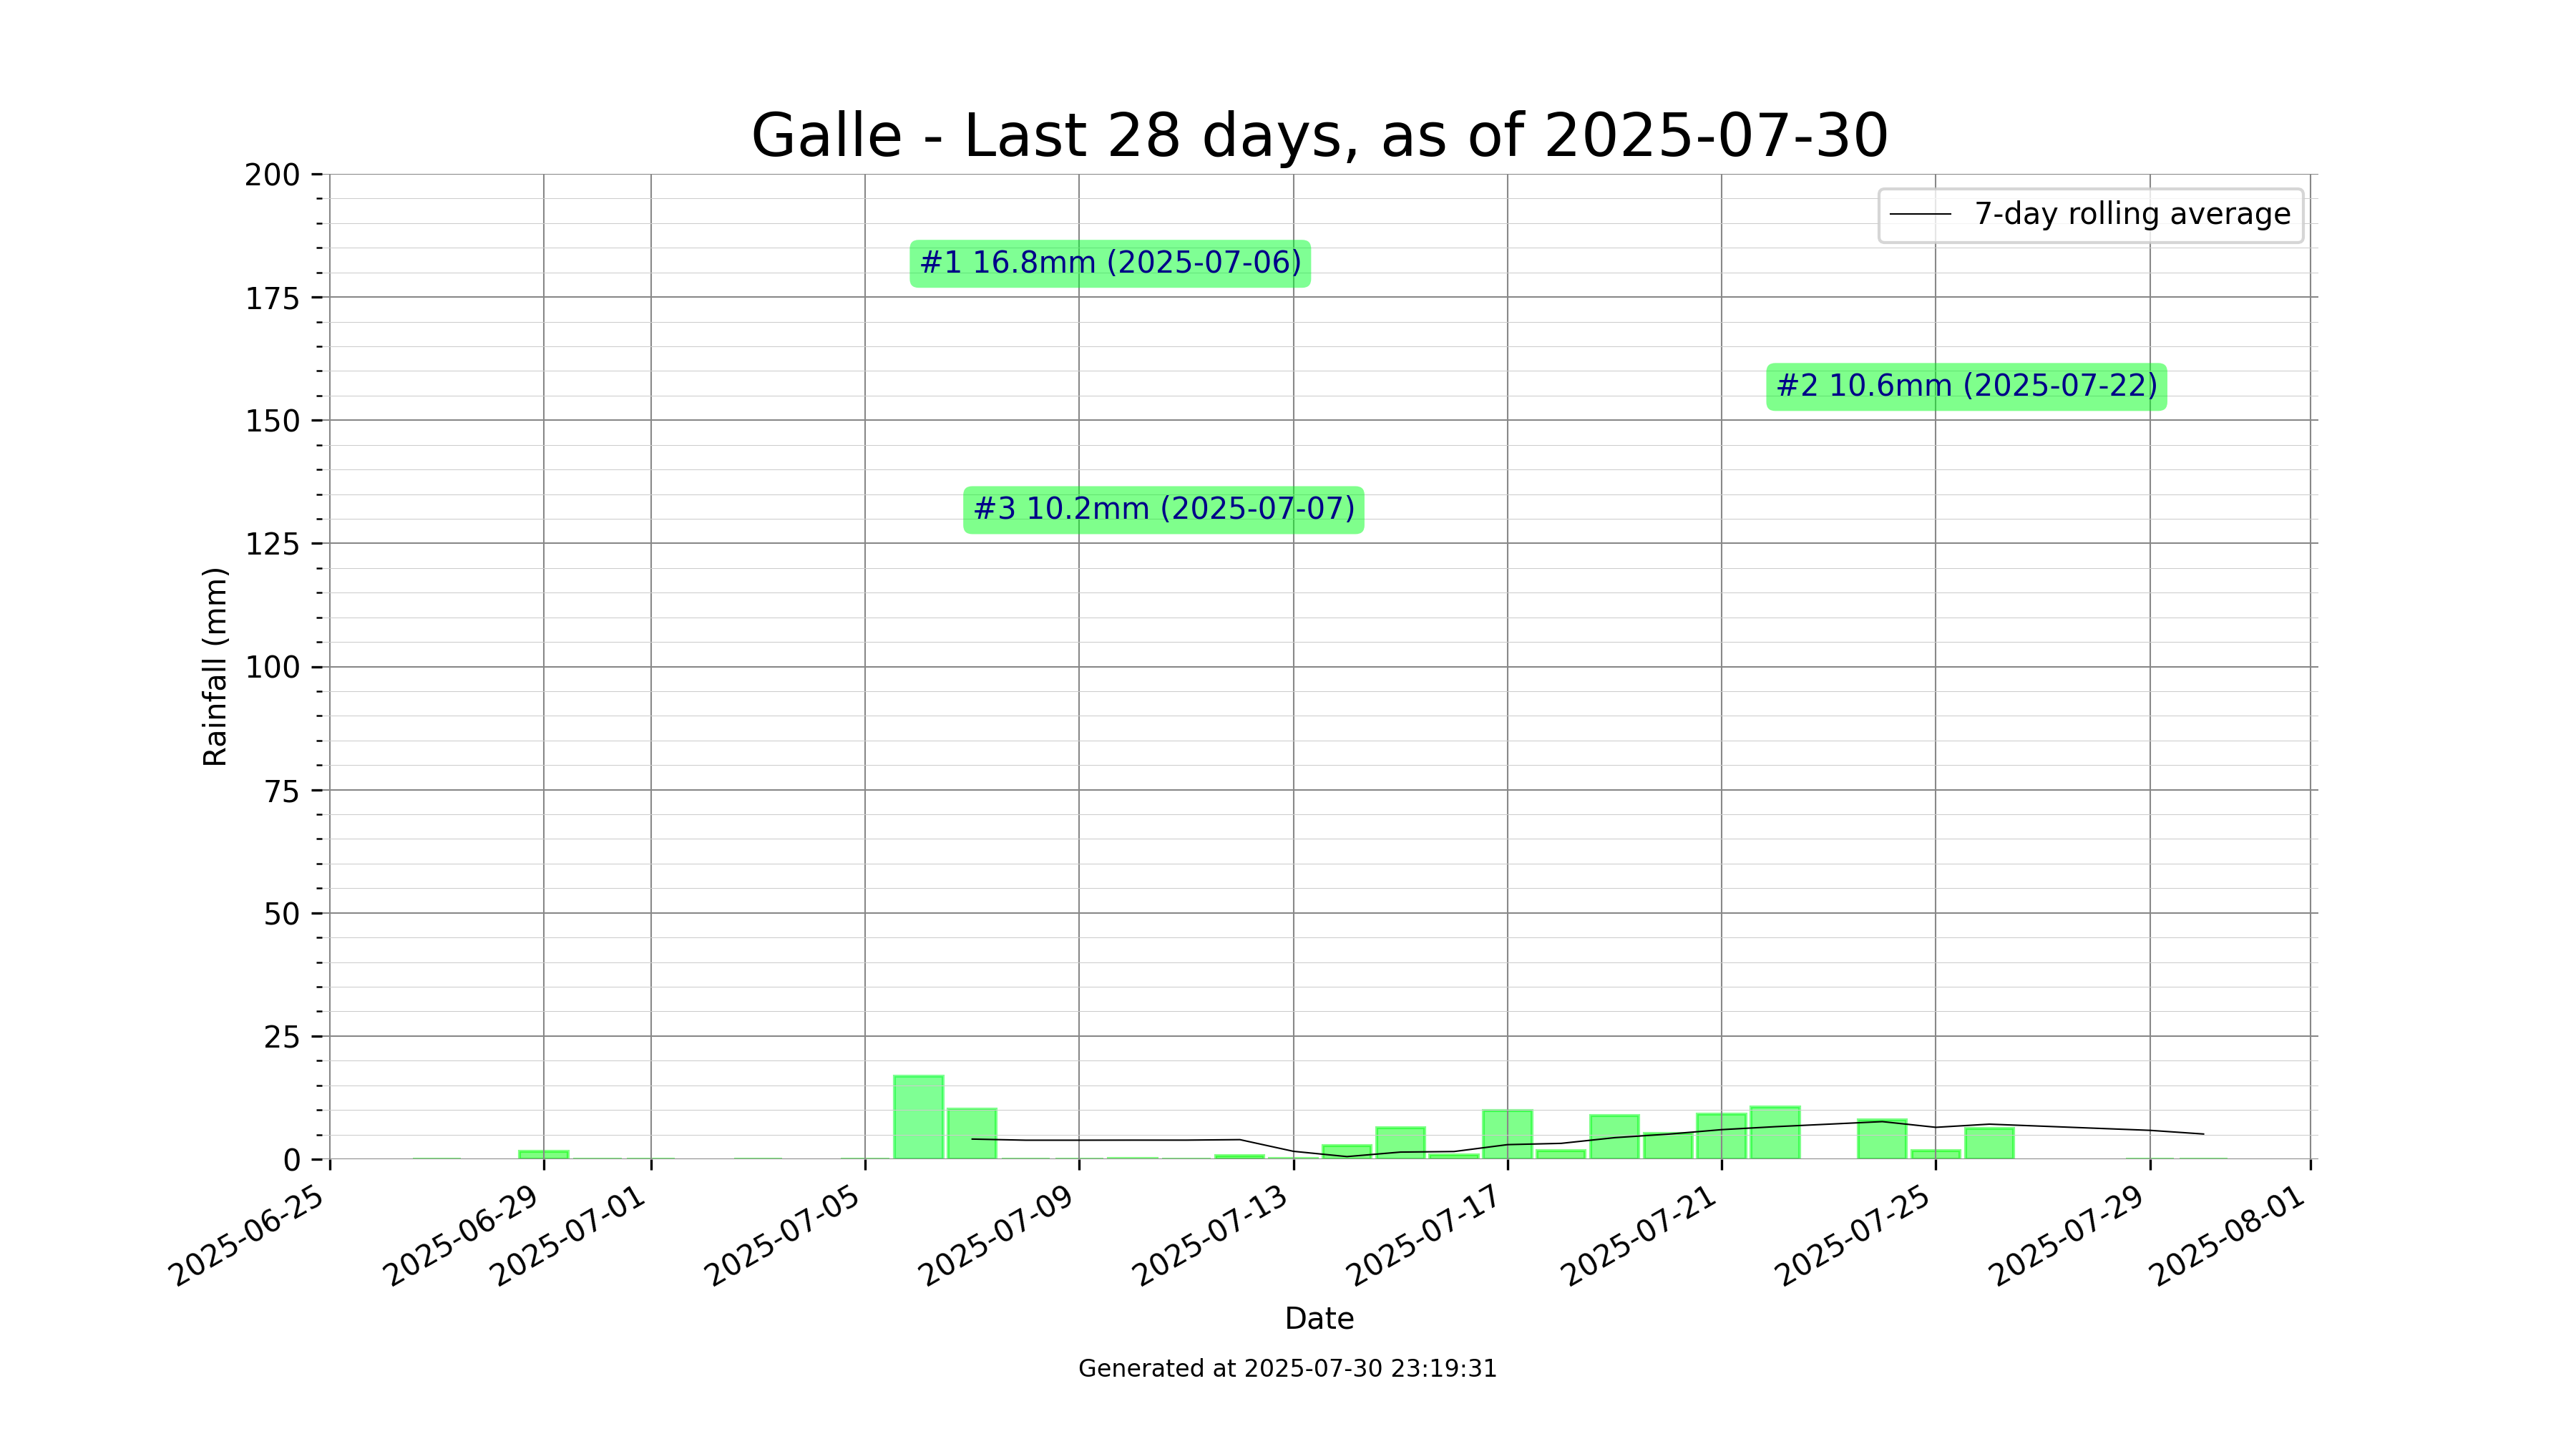 Galle - Last 28 days, as of 2025-07-30
200
175
150
125
100
75
50
25
0
Rainfall (mm)
7-day rolling average
#1 16.8mm (2025-07-06)
#2 10.6mm (2025-07-22)
#3 10.2mm (2025-07-07)
2025-06-25
2025-06-29
2025-07-01
2025-07-05
2025-07-09
2025-07-13
2025-07-17
2025-07-21
2025-07-25
2025-07-29
2025-08-01
Date
Generated at 2025-07-30 23:19:31